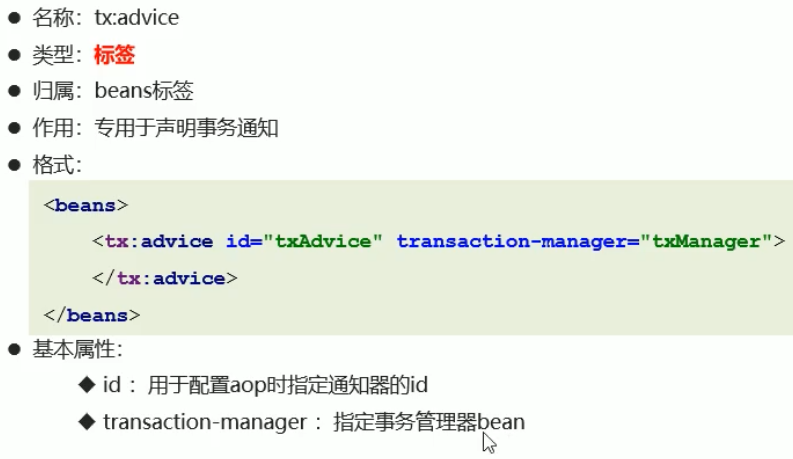 ● 名称：tx:advice
● 类型：标签
● 归属：beans标签
● 作用：专用于声明事务通知
● 格式：
<beans>
    <tx:advice id="txAdvice" transaction-manager="txManager">
    </tx:advice>
</beans>
● 基本属性：
◆ id ：用于配置aop时指定通知器的id
◆ transaction-manager ：指定事务管理器bean